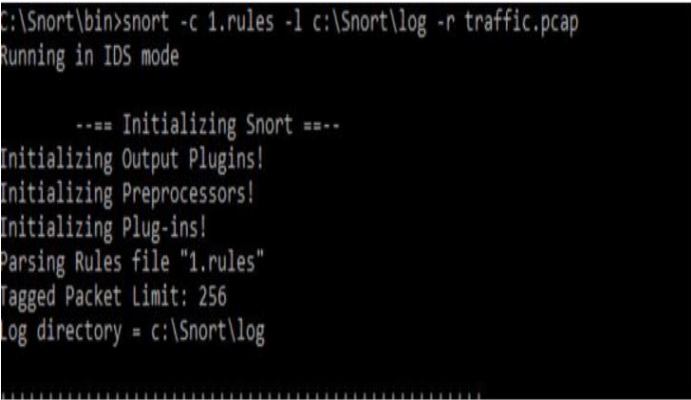 C:\Snort\bin>snort -c 1.rules -l c:\Snort\log -r traffic.pcap
Running in IDS mode
--== Initializing Snort ==--
Initializing Output Plugins!
Initializing Preprocessors!
Initializing Plug-ins!
Parsing Rules file "1.rules"
Tagged Packet Limit: 256
Log directory = c:\Snort\log